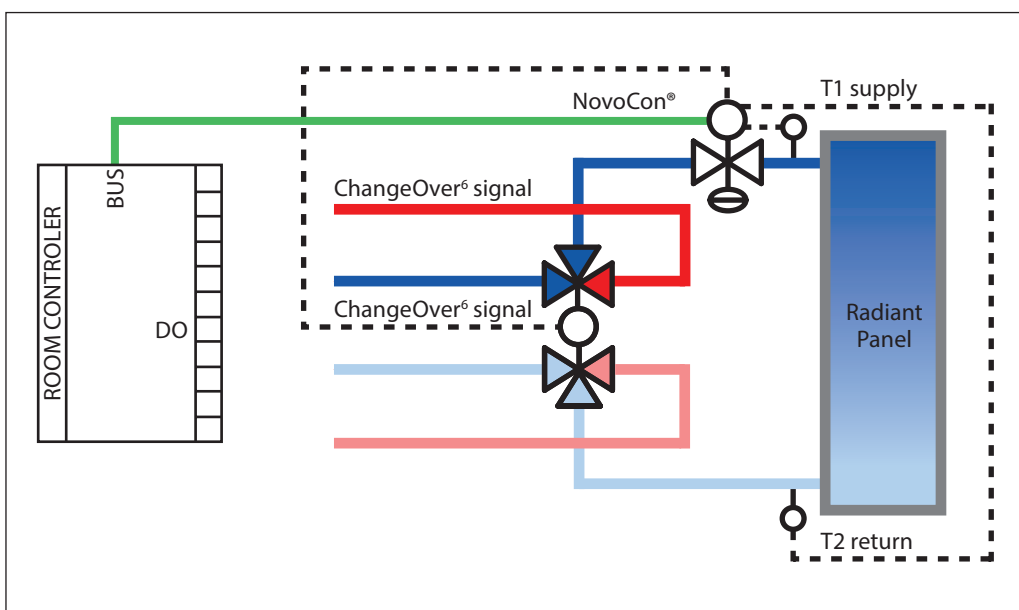 T1 supply
NovoCon®
ROOM CONTROLER
BUS
DO
ChangeOver⁶ signal
ChangeOver⁶ signal
Radiant
Panel
T2 return